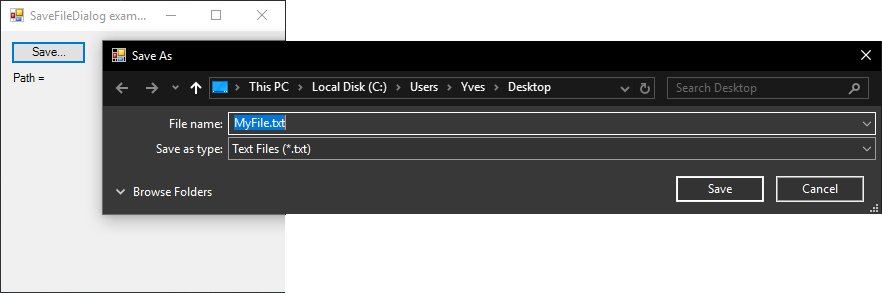 SaveFileDialog exam...
Save...
Path =
Save As
This PC > Local Disk (C:) > Users > Yves > Desktop
Search Desktop
File name: MyFile.txt
Save as type: Text Files (*.txt)
Browse Folders
Save
Cancel